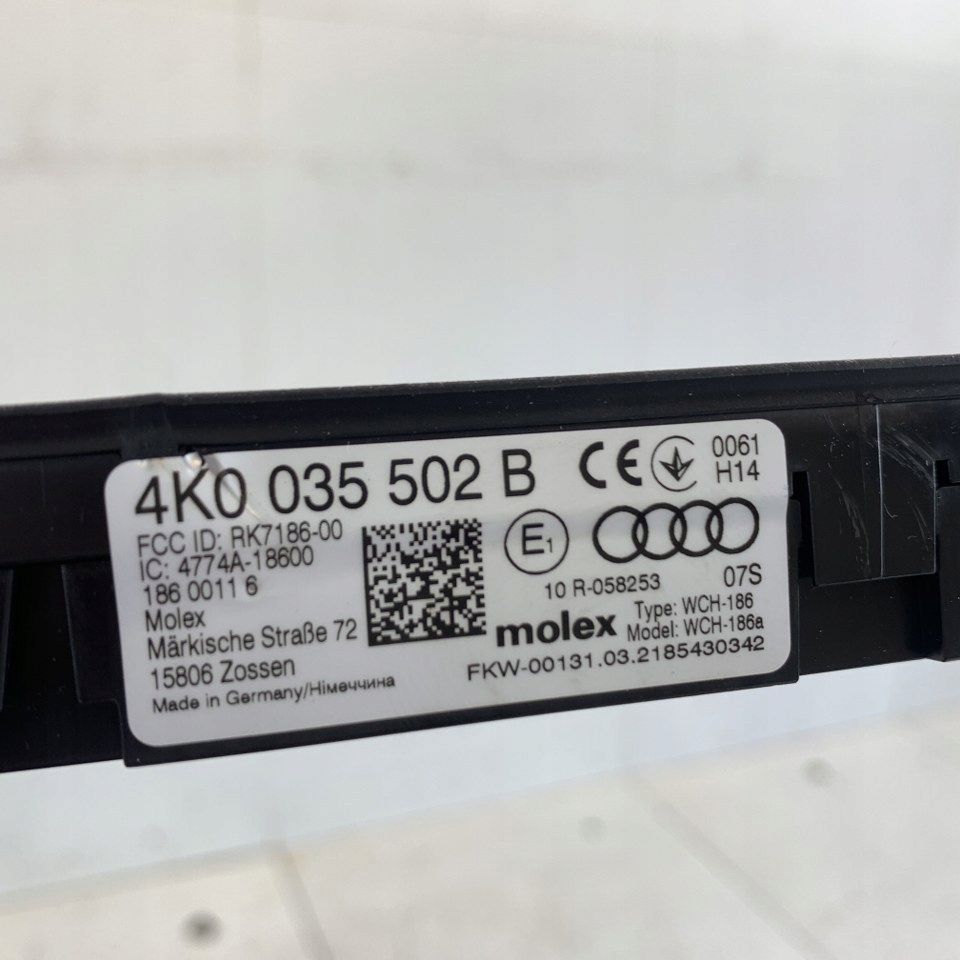 4K0 035 502 B
CE 0061
H14
FCC ID: RK7186-00
IC: 4774A-18600
186 0011 6
Molex
Märkische Straße 72
15806 Zossen
Made in Germany/Німеччина
E1
10 R-058253
07S
molex
Type: WCH-186
Model: WCH-186a
FKW-00131.03.2185430342